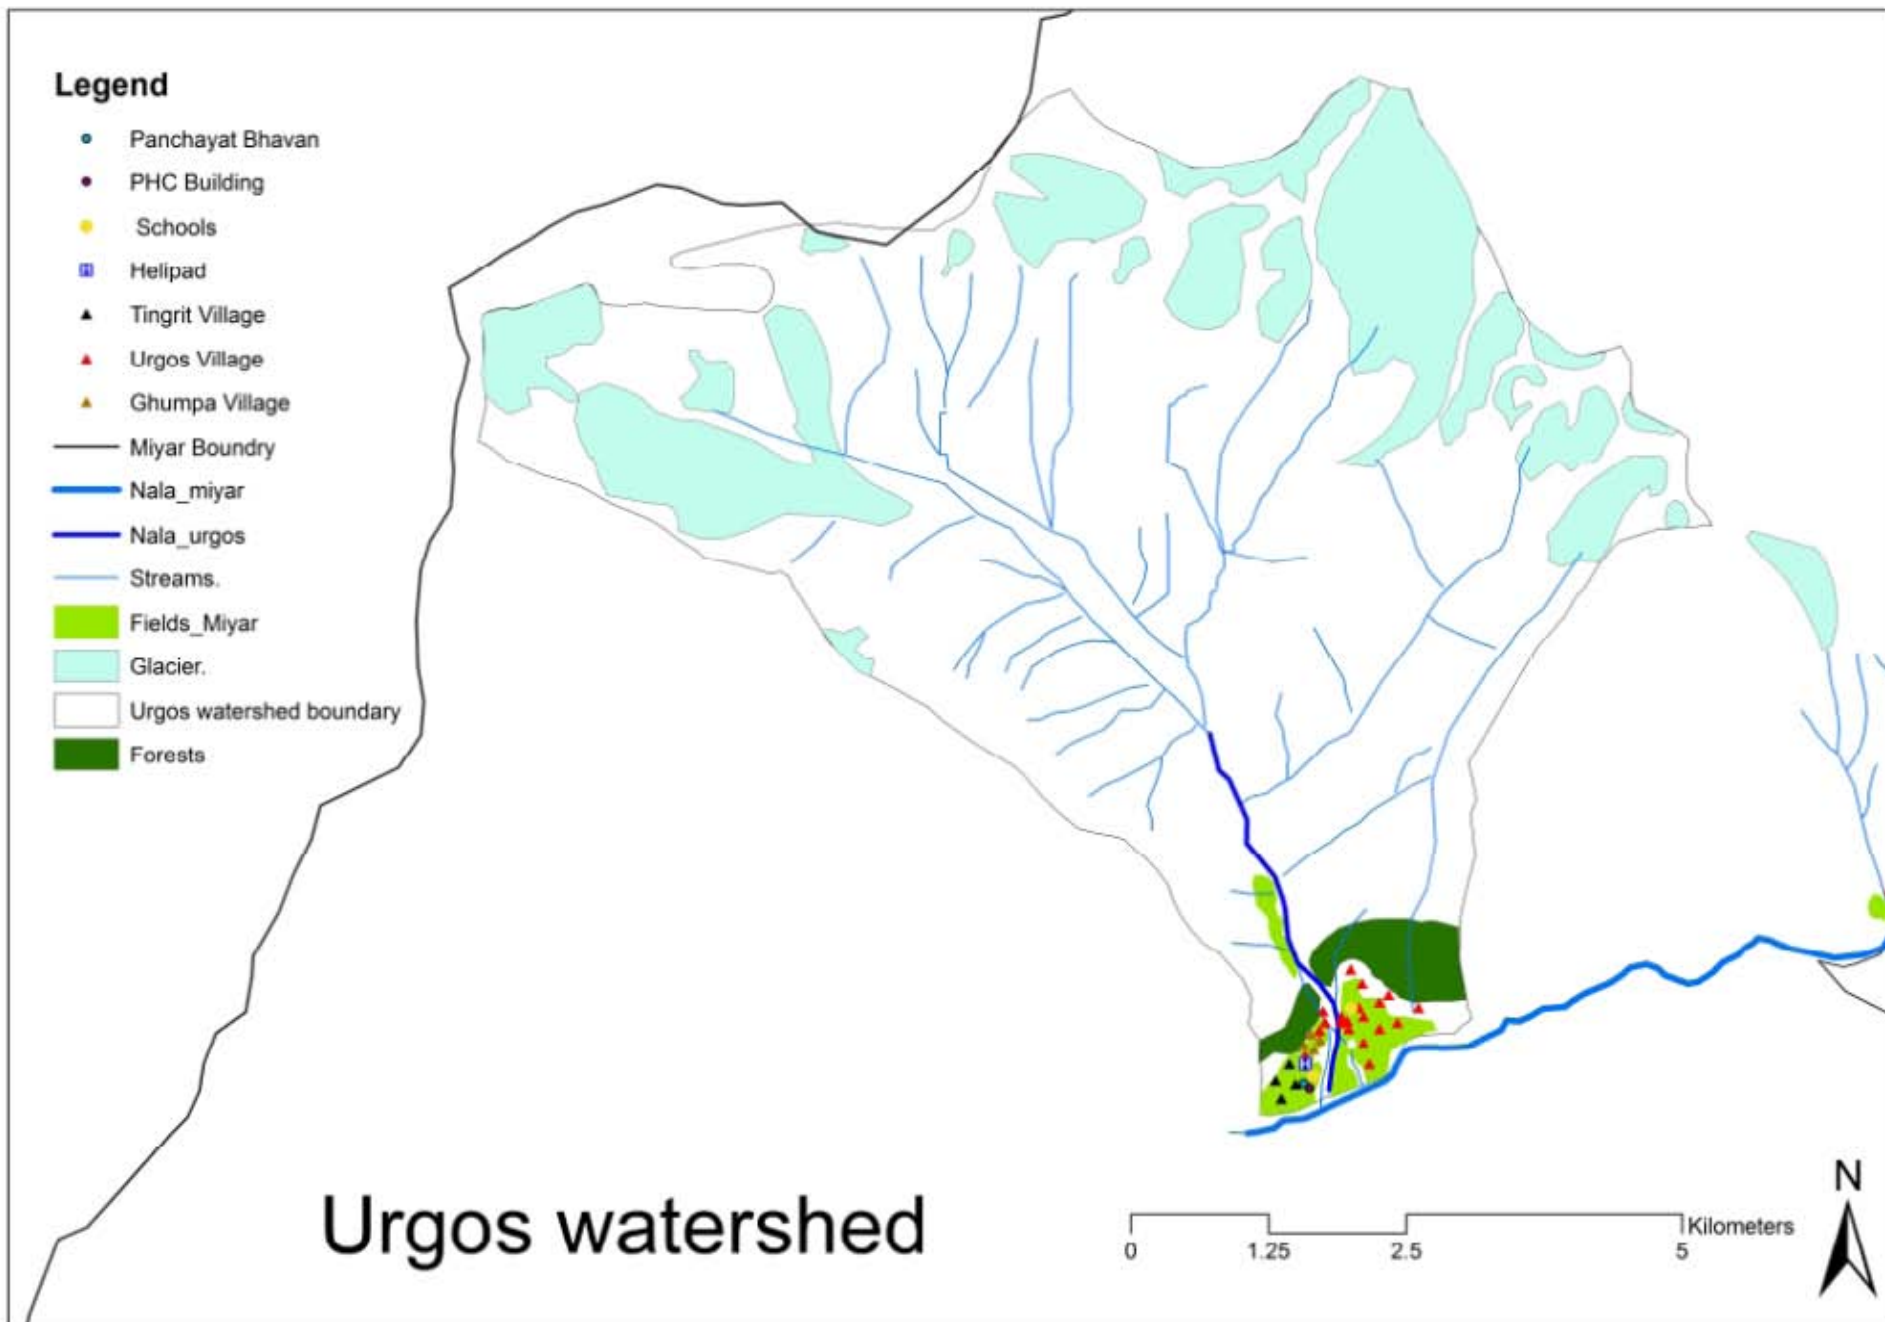 Legend
Panchayat Bhavan
PHC Building
Schools
H Helipad
Tingrit Village
Urgos Village
Ghumpa Village
Miyar Boundry
Nala_miyar
Nala_urgos
Streams.
Fields_Miyar
Glacier.
Urgos watershed boundary
Forests
H
Urgos watershed
N
Kilometers
0 1.25 2.5 5